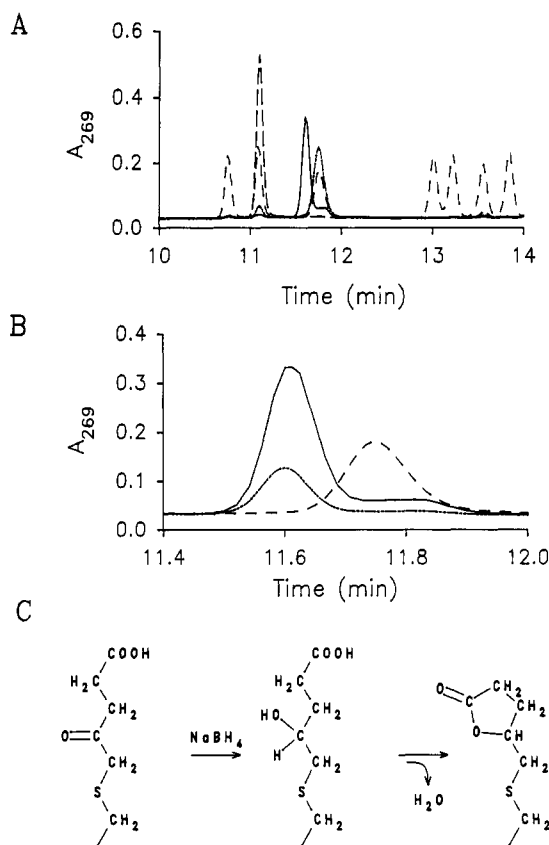 A
A269
0.6
0.4
0.2
0.0
10 11 12 13 14
Time (min)
B
A269
0.4
0.3
0.2
0.1
0.0
11.4 11.6 11.8 12.0
Time (min)
C
COOH
H2C
CH2
O
CH2
S
CH2
NaBH4
COOH
H2C
CH2
HO
H
CH2
S
CH2
H2O
O
CH2
CH2
O
CH
CH2
S
CH2